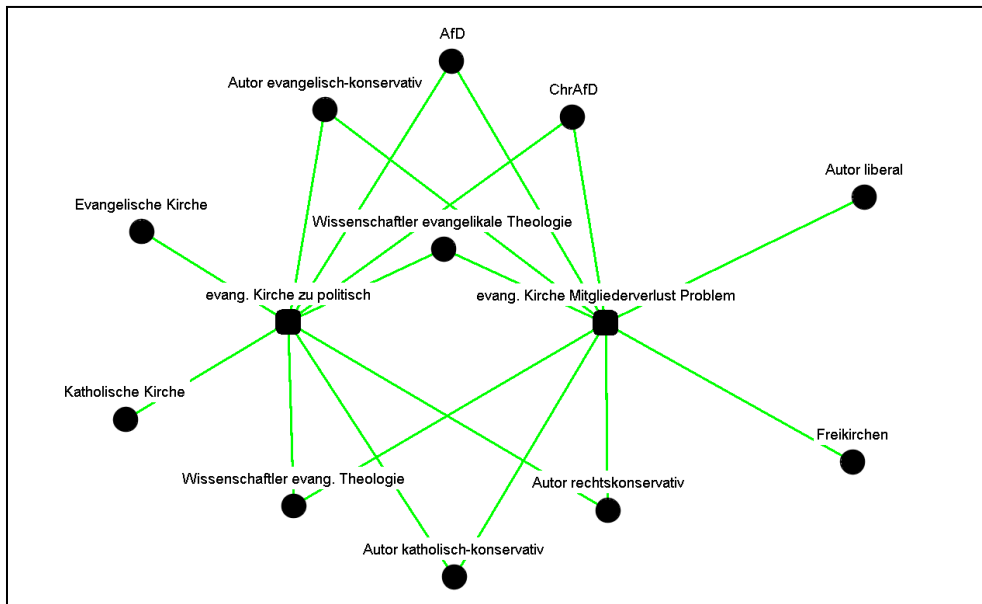 AfD
Autor evangelisch-konservativ
ChrAfD
Autor liberal
Evangelische Kirche
Wissenschaftler evangelikale Theologie
evang. Kirche zu politisch
evang. Kirche Mitgliederverlust Problem
Katholische Kirche
Freikirchen
Wissenschaftler evang. Theologie
Autor rechtskonservativ
Autor katholisch-konservativ